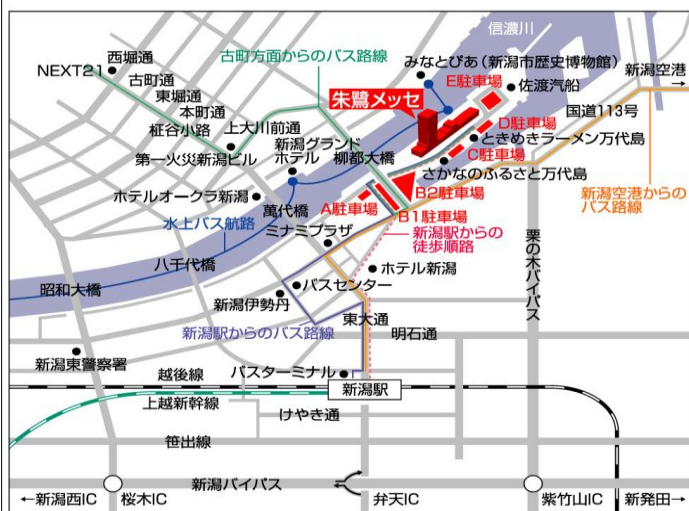 信濃川
西堀通
NEXT21
古町方面からのバス路線
みなとぴあ（新潟市歴史博物館）
新潟空港
→
古町通
E駐車場
佐渡汽船
東堀通
朱鷺メッセ
国道113号
本町通
柾谷小路
上大川前通
D駐車場
新潟グランド
ホテル
柳都大橋
ときめきラーメン万代島
第一火災新潟ビル
C駐車場
さかなのふるさと万代島
ホテルオークラ新潟
萬代橋
A駐車場
B2駐車場
新潟空港からの
バス路線
B1駐車場
水上バス航路
ミナミプラザ
新潟駅からの
徒歩順路
栗の木バイパス
八千代橋
ホテル新潟
昭和大橋
バスセンター
新潟伊勢丹
東大通
新潟駅からのバス路線
明石通
新潟東警察署
越後線
バスターミナル
新潟駅
上越新幹線
けやき通
笹出線
新潟バイパス
←新潟西IC
桜木IC
弁天IC
紫竹山IC
新発田→